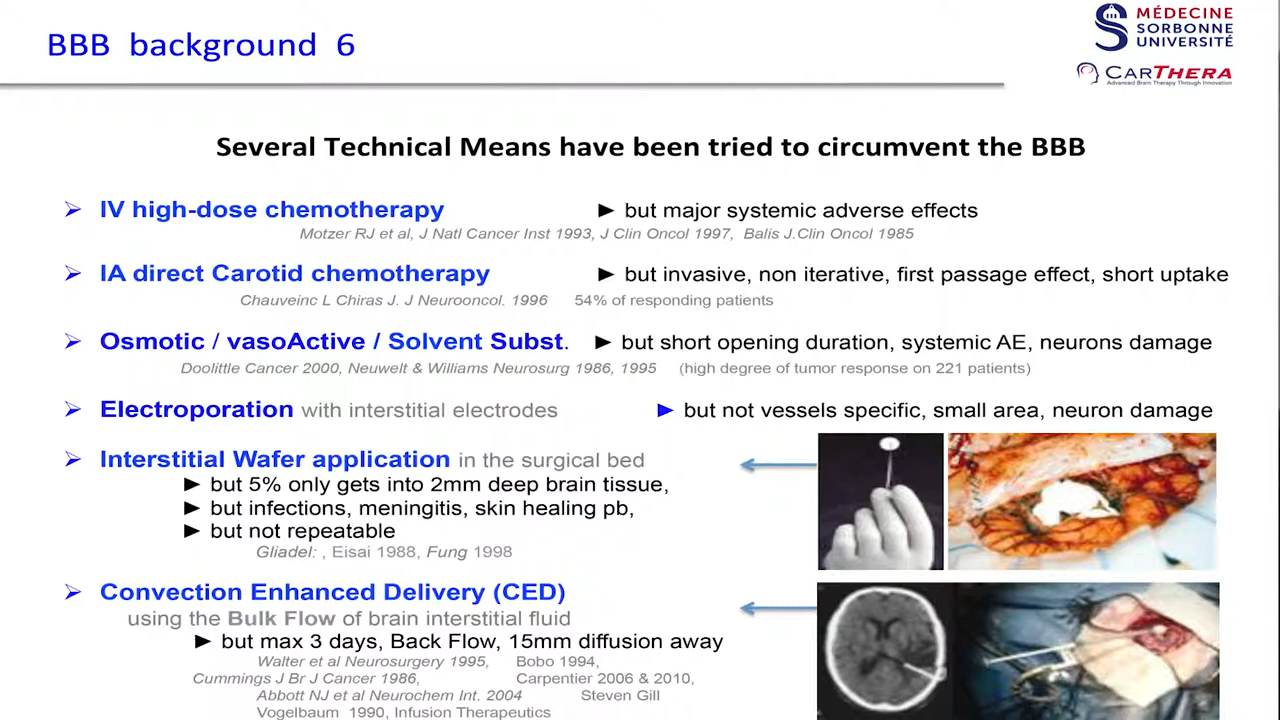 BBB background 6
MÉDECINE
SORBONNE
UNIVERSITÉ
CARTHERA
Advanced Brain Therapy Through Innovation
Several Technical Means have been tried to circumvent the BBB
➢ IV high-dose chemotherapy ► but major systemic adverse effects
Motzer RJ et al, J Natl Cancer Inst 1993, J Clin Oncol 1997, Balis J.Clin Oncol 1985
➢ IA direct Carotid chemotherapy ► but invasive, non iterative, first passage effect, short uptake
Chauveinc L Chiras J. J Neurooncol. 1996 54% of responding patients
➢ Osmotic / vasoActive / Solvent Subst. ► but short opening duration, systemic AE, neurons damage
Doolittle Cancer 2000, Neuwelt & Williams Neurosurg 1986, 1995 (high degree of tumor response on 221 patients)
➢ Electroporation with interstitial electrodes ► but not vessels specific, small area, neuron damage
➢ Interstitial Wafer application in the surgical bed
► but 5% only gets into 2mm deep brain tissue,
► but infections, meningitis, skin healing pb,
► but not repeatable
Gliadel: , Eisai 1988, Fung 1998
➢ Convection Enhanced Delivery (CED)
using the Bulk Flow of brain interstitial fluid
► but max 3 days, Back Flow, 15mm diffusion away
Walter et al Neurosurgery 1995, Bobo 1994,
Cummings J Br J Cancer 1986, Carpentier 2006 & 2010,
Abbott NJ et al Neurochem Int. 2004 Steven Gill
Vogelbaum 1990, Infusion Therapeutics